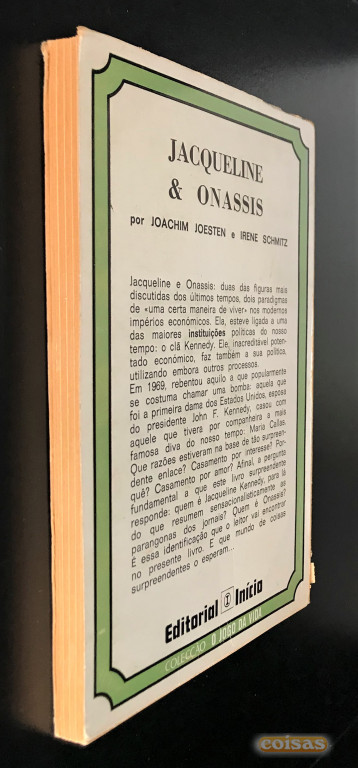 JACQUELINE
& ONASSIS
por JOACHIM JOESTEN e IRENE SCHMITZ
Jacqueline e Onassis: duas das figuras mais
discutidas dos últimos tempos, dois paradigmas
de «uma certa maneira de viver» nos modernos
impérios económicos. Ela, esteve ligada a uma
das maiores instituições políticas do nosso
tempo: o clã Kennedy. Ele, inacreditável poten-
tado económico, faz também a sua política,
utilizando embora outros processos.
Em 1969, rebentou aquilo a que popularmente
se costuma chamar uma bomba: aquela que
foi a primeira dama dos Estados Unidos, esposa
do presidente John F. Kennedy, casou com
aquele que tivera por companheira a mais
famosa diva do nosso tempo: Maria Callas.
Que razões estiveram na base de tão surpreen-
dente enlace? Casamento por interesse? Por-
quê? Casamento por amor? Afinal, a pergunta
fundamental a que este livro surpreendente
responde: quem é Jacqueline Kennedy, para lá
do que resumem sensacionalisticamente as
parangonas dos jornais? Quem é Onassis?
É essa identificação que o leitor vai encontrar
no presente livro. E que mundo de coisas
surpreendentes o esperam...
Editorial Início
COLECÇÃO O JOGO DA VIDA
coisas